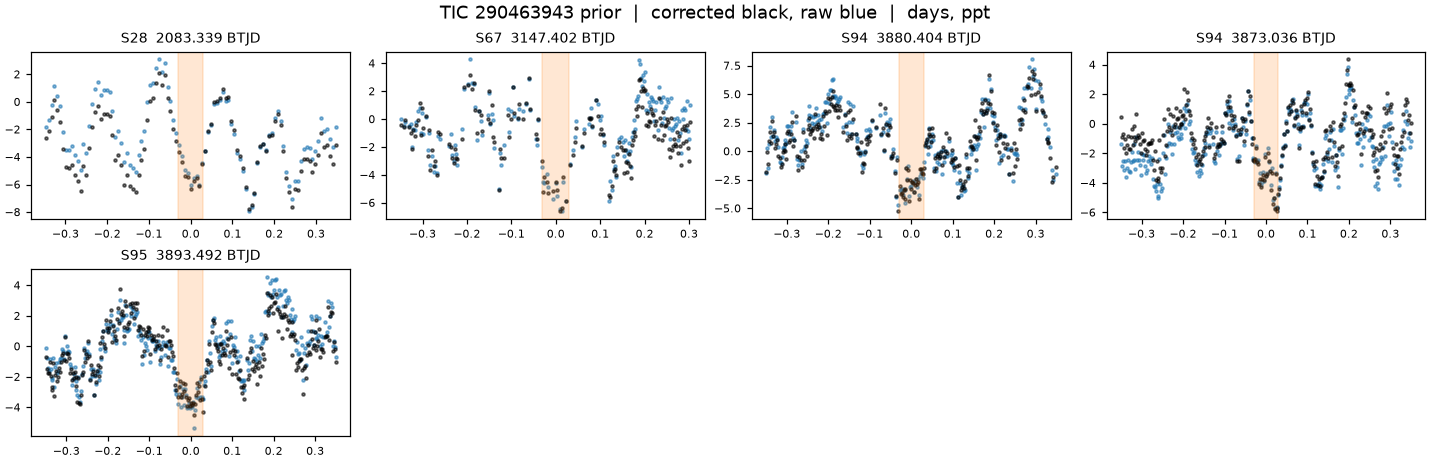 TIC 290463943 prior | corrected black, raw blue | days, ppt
S28 2083.339 BTJD
S67 3147.402 BTJD
S94 3880.404 BTJD
S94 3873.036 BTJD
2
0
−2
−4
−6
−8
−0.3 −0.2 −0.1 0.0 0.1 0.2 0.3
4
2
0
−2
−4
−6
−0.3 −0.2 −0.1 0.0 0.1 0.2 0.3
7.5
5.0
2.5
0.0
−2.5
−5.0
−0.3 −0.2 −0.1 0.0 0.1 0.2 0.3
4
2
0
−2
−4
−6
−0.3 −0.2 −0.1 0.0 0.1 0.2 0.3
S95 3893.492 BTJD
4
2
0
−2
−4
−0.3 −0.2 −0.1 0.0 0.1 0.2 0.3